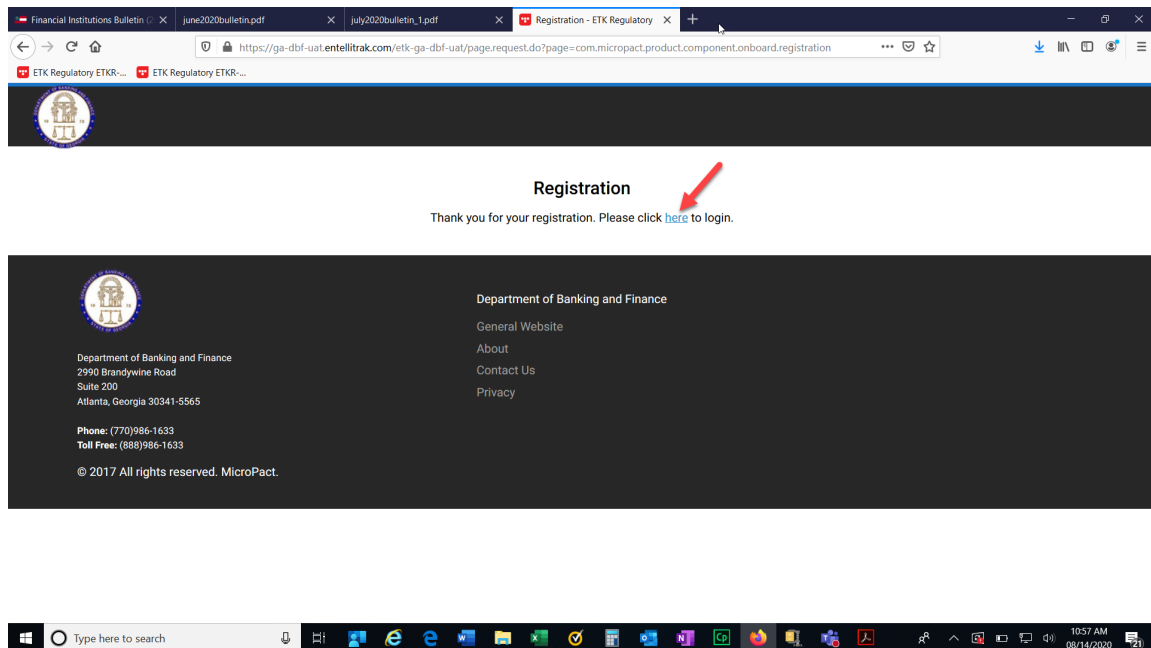 Financial Institutions Bulletin (2
june2020bulletin.pdf
july2020bulletin_1.pdf
Registration - ETK Regulatory
https://ga-dbf-uat.entellitrak.com/etk-ga-dbf-uat/page.request.do?page=com.micropact.product.component.onboard.registration
ETK Regulatory ETKR-...
ETK Regulatory ETKR-...
Registration
Thank you for your registration. Please click here to login.
Department of Banking and Finance
2990 Brandywine Road
Suite 200
Atlanta, Georgia 30341-5565
Phone: (770)986-1633
Toll Free: (888)986-1633
© 2017 All rights reserved. MicroPact.
Department of Banking and Finance
General Website
About
Contact Us
Privacy
Type here to search
10:57 AM
08/14/2020
21